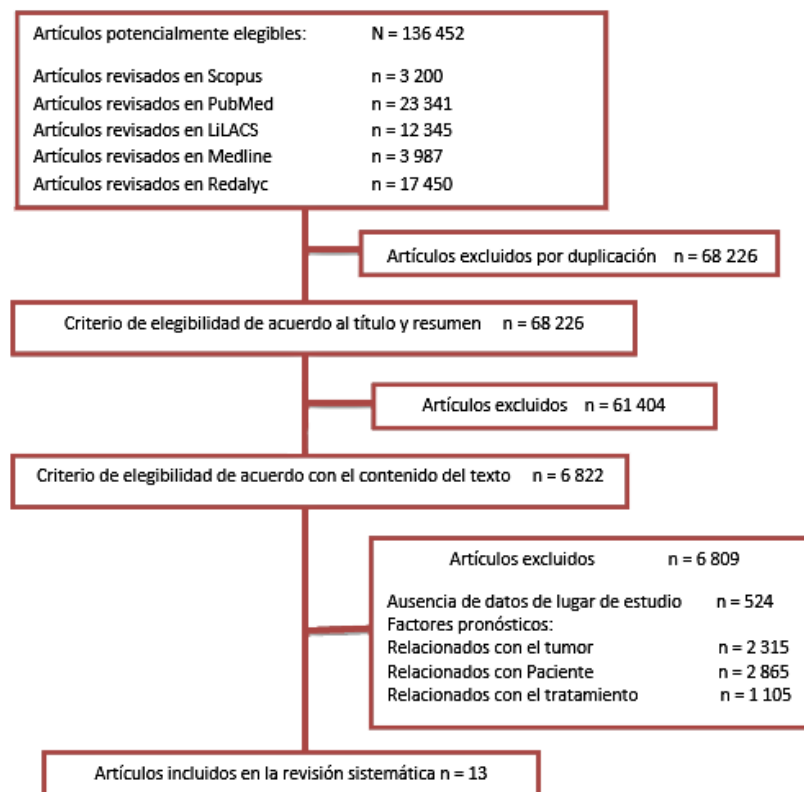 Artículos potencialmente elegibles: N = 136 452
Artículos revisados en Scopus n = 3 200
Artículos revisados en PubMed n = 23 341
Artículos revisados en LiLACS n = 12 345
Artículos revisados en Medline n = 3 987
Artículos revisados en Redalyc n = 17 450
Artículos excluidos por duplicación n = 68 226
Criterio de elegibilidad de acuerdo al título y resumen n = 68 226
Artículos excluidos n = 61 404
Criterio de elegibilidad de acuerdo con el contenido del texto n = 6 822
Artículos excluidos n = 6 809
Ausencia de datos de lugar de estudio n = 524
Factores pronósticos:
Relacionados con el tumor n = 2 315
Relacionados con Paciente n = 2 865
Relacionados con el tratamiento n = 1 105
Artículos incluidos en la revisión sistemática n = 13